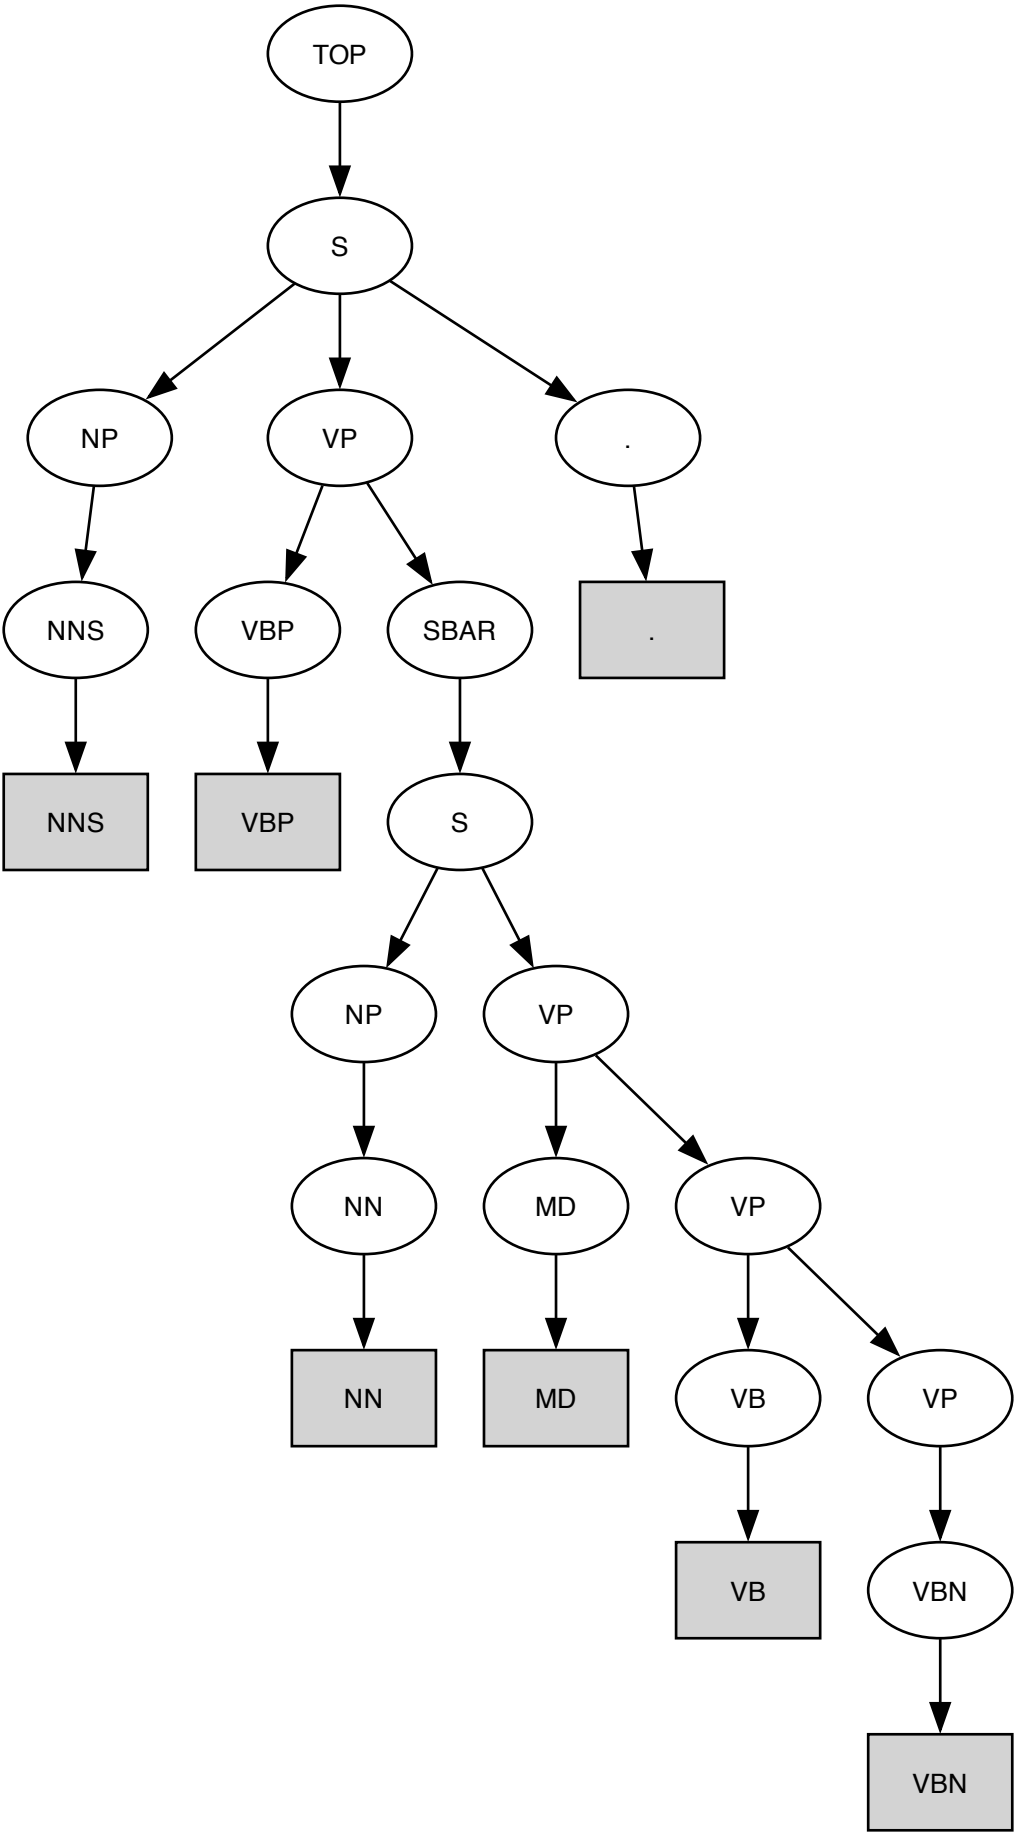 TOP
S
NP VP .
NNS VBP SBAR .
NNS VBP S
NP VP
NN MD VP
NN MD VB VP
VB VBN
VBN